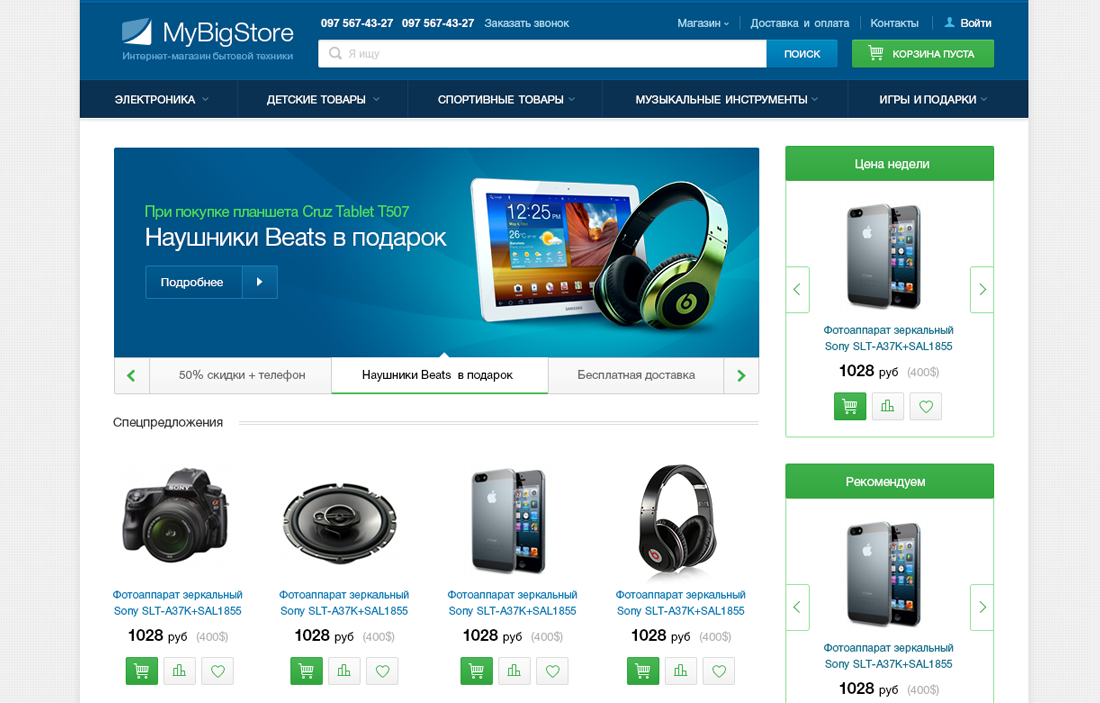 097 567-43-27 097 567-43-27 Заказать звонок
Магазин Доставка и оплата Контакты Войти
MyBigStore
Интернет-магазин бытовой техники
Я ищу
ПОИСК
КОРЗИНА ПУСТА
ЭЛЕКТРОНИКА ДЕТСКИЕ ТОВАРЫ СПОРТИВНЫЕ ТОВАРЫ МУЗЫКАЛЬНЫЕ ИНСТРУМЕНТЫ ИГРЫ И ПОДАРКИ
При покупке планшета Cruz Tablet T507
Наушники Beats в подарок
Подробнее
12:25
26°C
SAMSUNG
50% скидки + телефон
Наушники Beats в подарок
Бесплатная доставка
Цена недели
Фотоаппарат зеркальный
Sony SLT-A37K+SAL1855
1028 руб (400$)
Спецпредложения
SONY
Фотоаппарат зеркальный
Sony SLT-A37K+SAL1855
1028 руб (400$)
Фотоаппарат зеркальный
Sony SLT-A37K+SAL1855
1028 руб (400$)
Фотоаппарат зеркальный
Sony SLT-A37K+SAL1855
1028 руб (400$)
Фотоаппарат зеркальный
Sony SLT-A37K+SAL1855
1028 руб (400$)
Рекомендуем
Фотоаппарат зеркальный
Sony SLT-A37K+SAL1855
1028 руб (400$)